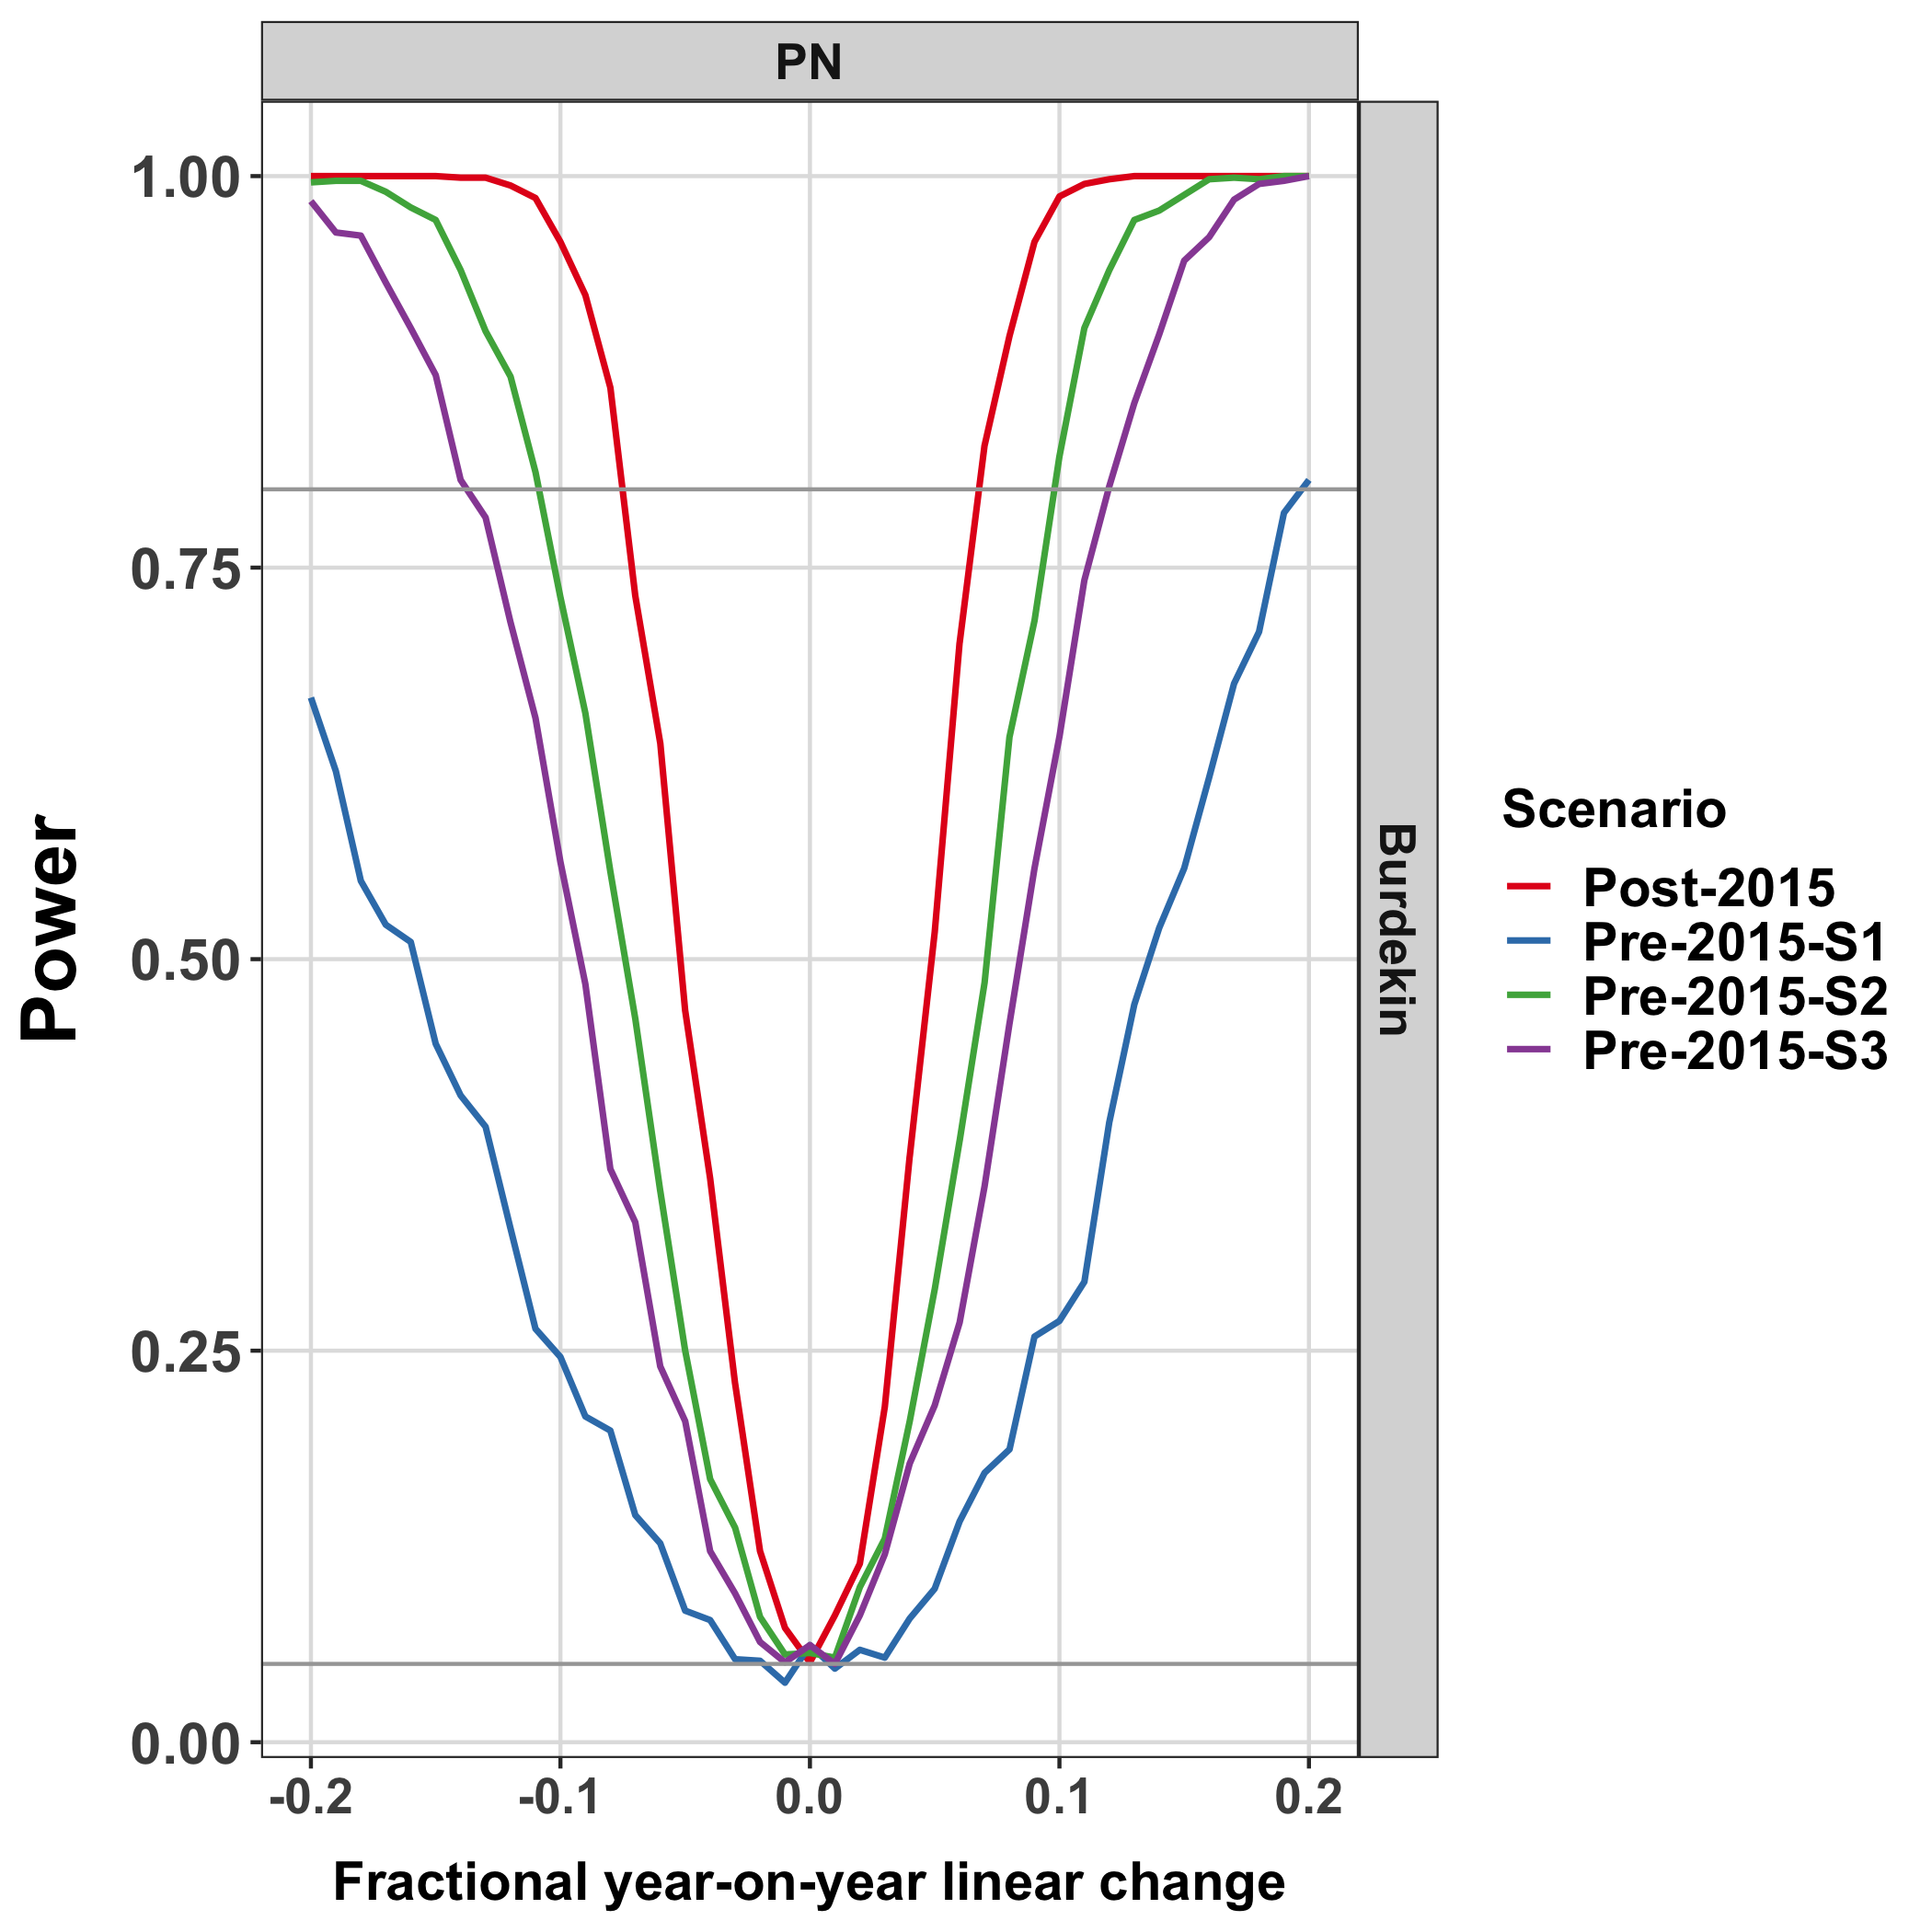 PN
1.00
0.75
0.50
0.25
0.00
Power
-0.2
-0.1
0.0
0.1
0.2
Fractional year-on-year linear change
Burdekin
Scenario
Post-2015
Pre-2015-S1
Pre-2015-S2
Pre-2015-S3